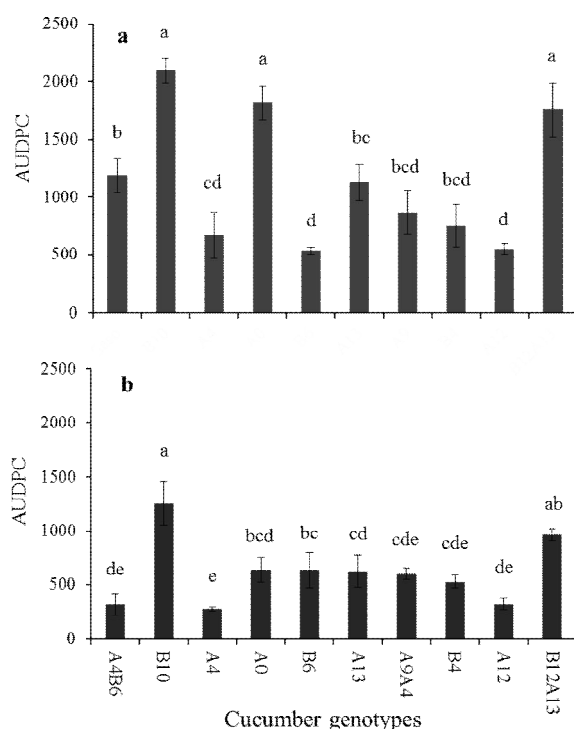 a
2500
2000
1500
1000
500
0
AUDPC
b
a
cd
a
d
bc
bcd
bcd
d
a
b
2500
2000
1500
1000
500
0
AUDPC
de
a
e
bcd
bc
cd
cde
cde
de
ab
A4B6
B10
A4
A0
B6
A13
A9A4
B4
A12
B12A13
Cucumber genotypes